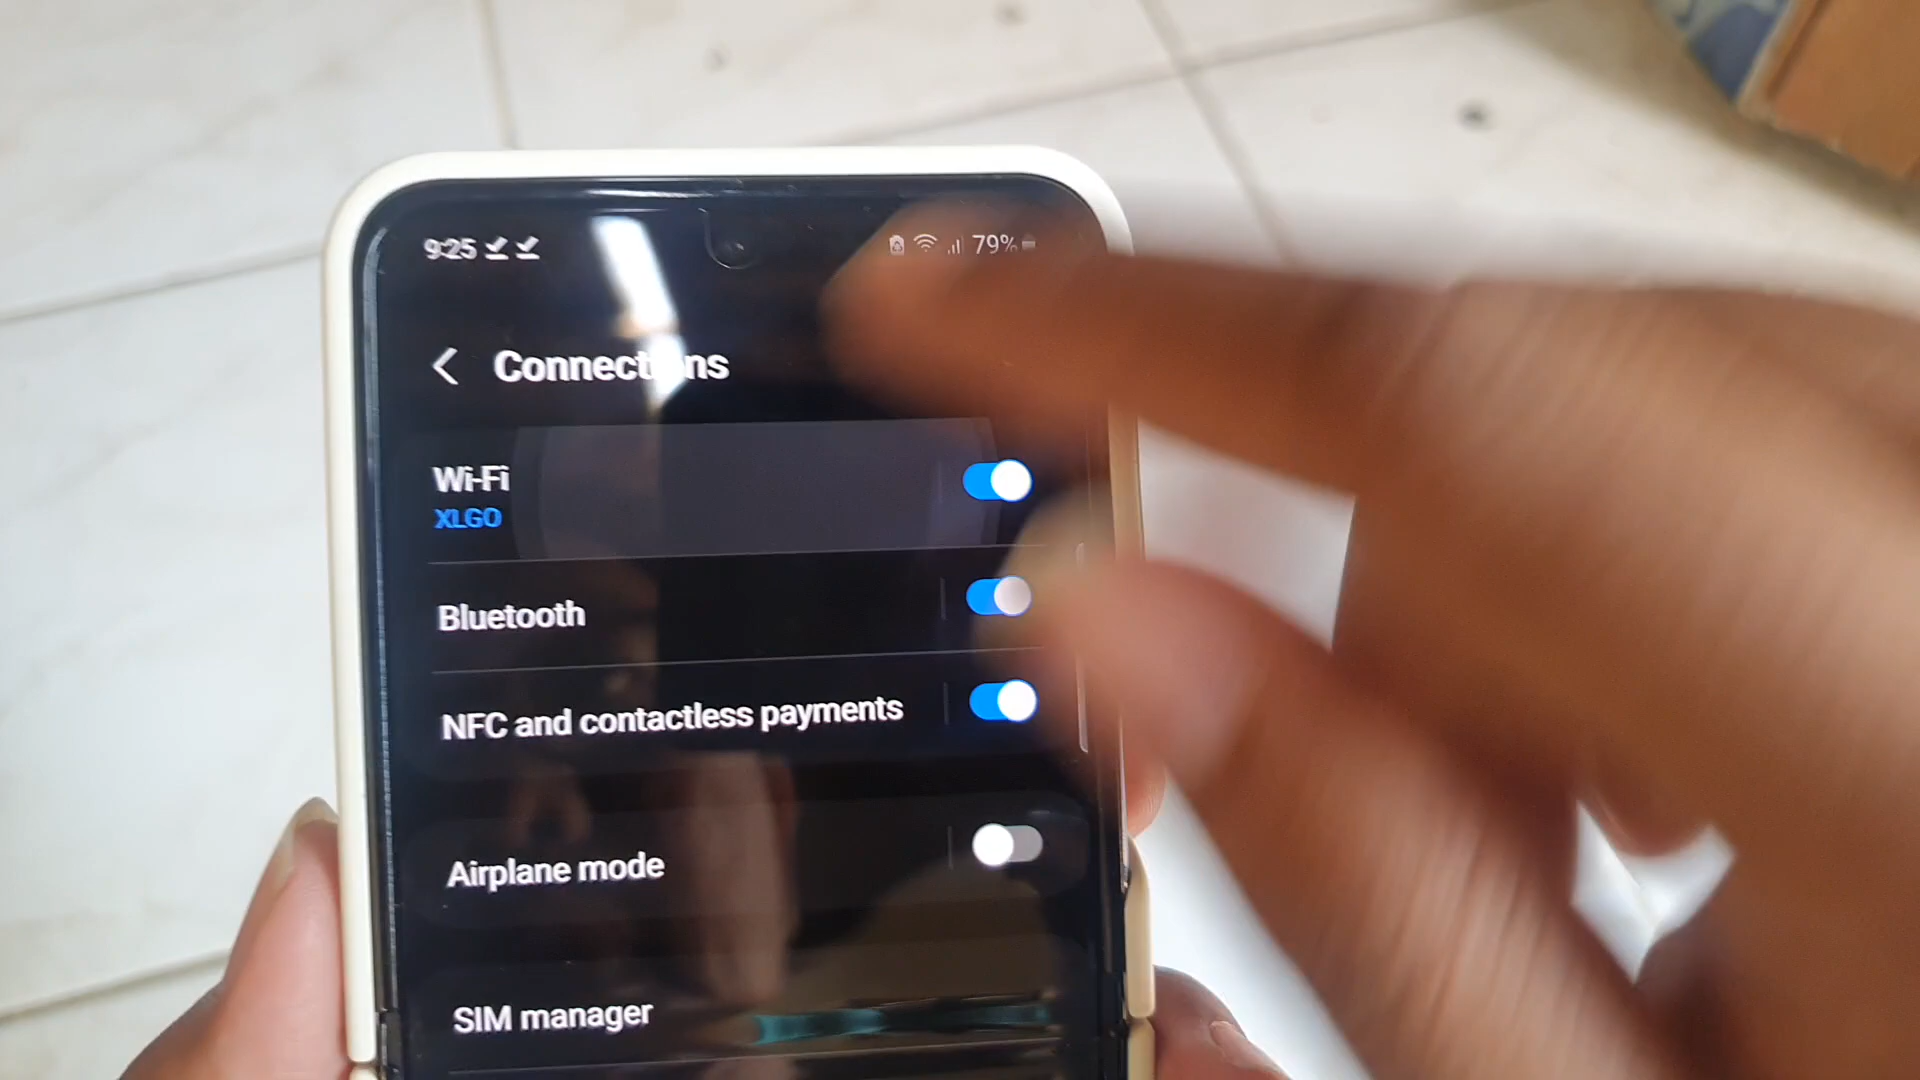 9:25 79%
Connections
Wi-Fi
XLGO
Bluetooth
NFC and contactless payments
Airplane mode
SIM manager